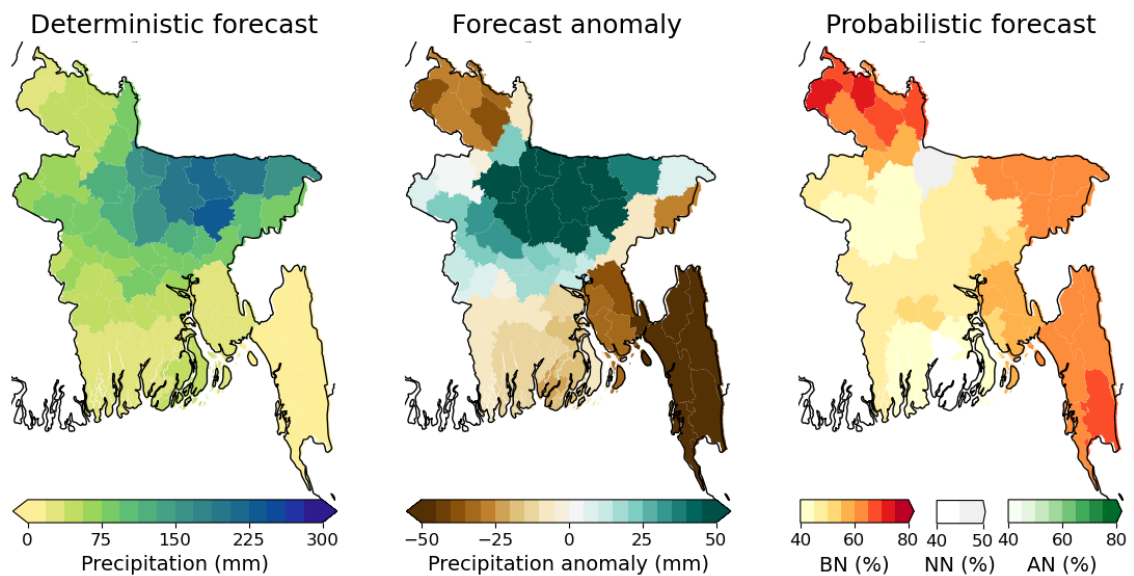 Deterministic forecast
Forecast anomaly
Probabilistic forecast
0 75 150 225 300
Precipitation (mm)
−50 −25 0 25 50
Precipitation anomaly (mm)
40 60 80
BN (%)
40 50
NN (%)
40 60 80
AN (%)